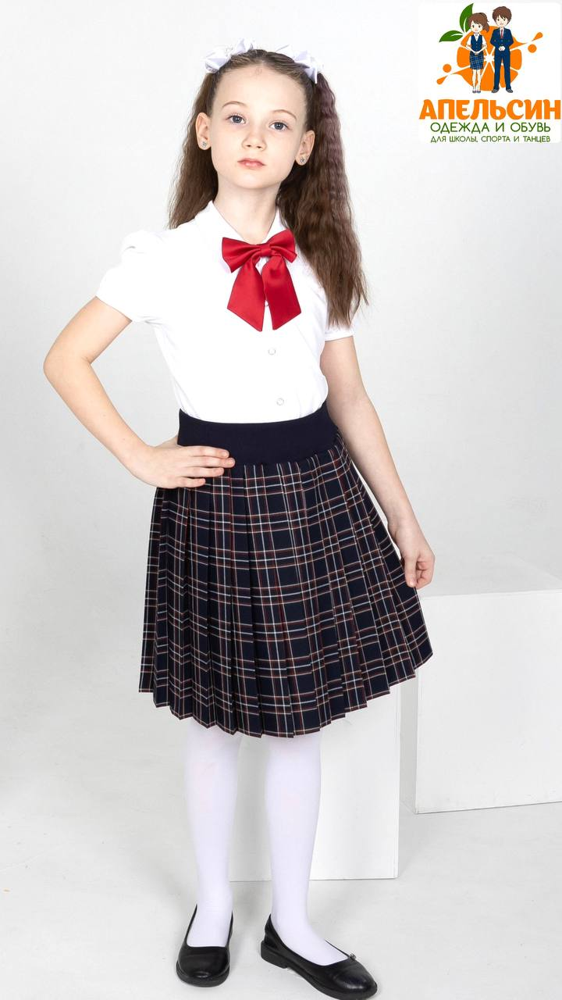 АПЕЛЬСИН
ОДЕЖДА И ОБУВЬ
ДЛЯ ШКОЛЫ, СПОРТА И ТАНЦЕВ